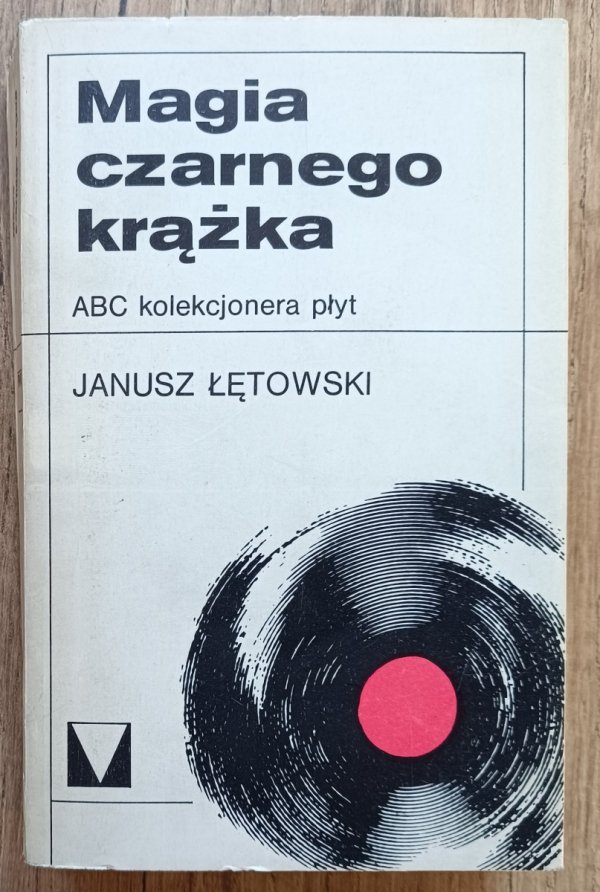 Magia
czarnego
krążka
ABC kolekcjonera płyt
JANUSZ ŁĘTOWSKI